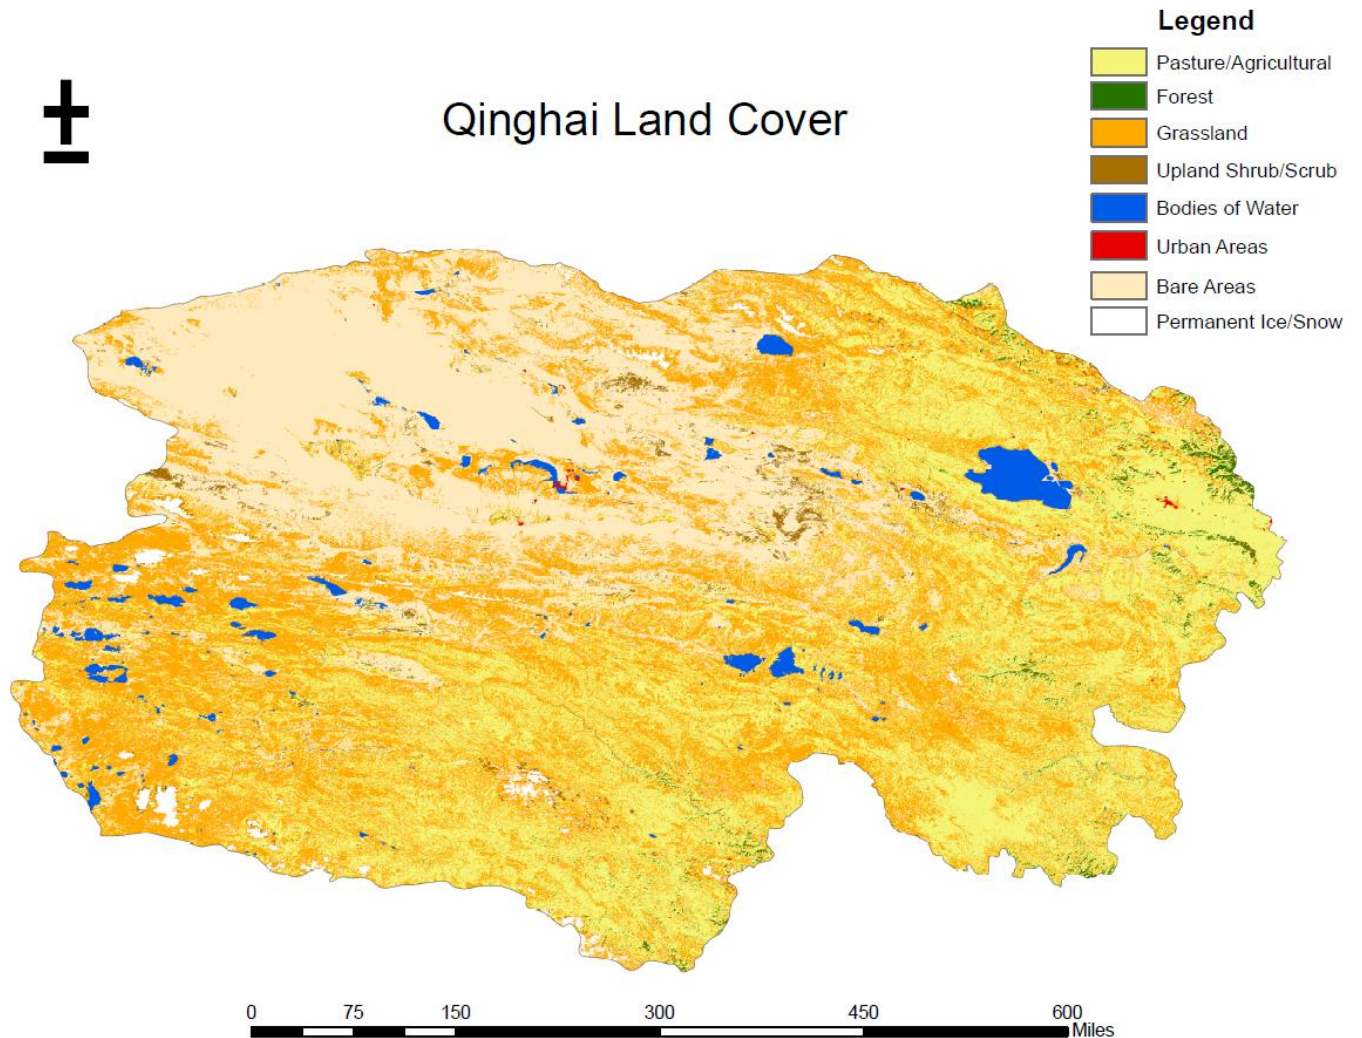 Legend
Pasture/Agricultural
Forest
Qinghai Land Cover
Grassland
Upland Shrub/Scrub
Bodies of Water
Urban Areas
Bare Areas
Permanent Ice/Snow
0 75 150 300 450 600
Miles